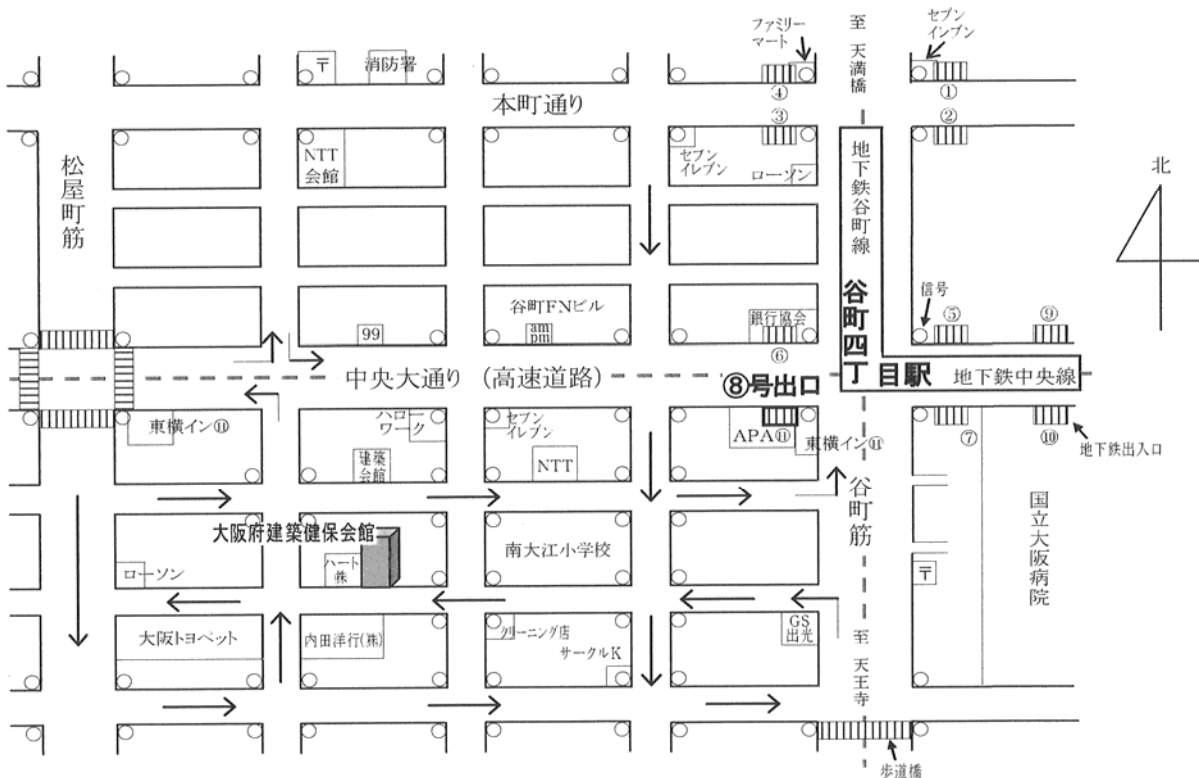 ファミリー
マート
至 天満橋
セブン
インブン
〒
消防署
④
①
本町通り
③
②
松屋町筋
NTT
会館
セブン
イレブン
ローソン
地下鉄谷町線
北
谷町FNビル
99
am
pm
銀行協会
⑥
信号
⑤
⑨
谷町四丁目駅
中央大通り (高速道路)
地下鉄中央線
⑧号出口
東横イン⑪
ハロー
ワーク
セブン
イレブン
APA⑪
東横イン⑪
⑦
⑩
地下鉄出入口
建築
会館
NTT
谷町筋
国立大阪病院
大阪府建築健保会館
ローソン
ハート
㈱
南大江小学校
〒
大阪トヨペット
内田洋行(株)
クリーニング店
サークルK
GS
出光
至 天王寺
歩道橋